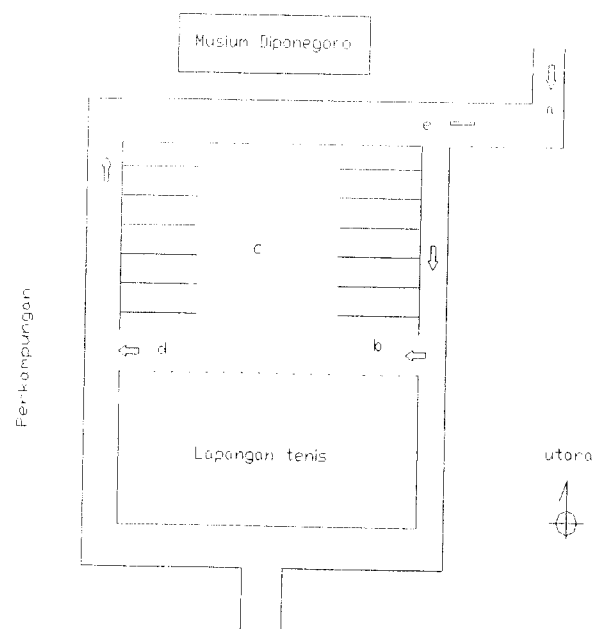 Musium Diponegoro
n
e
c
Perkampungan
d
b
Lapangan tenis
utara